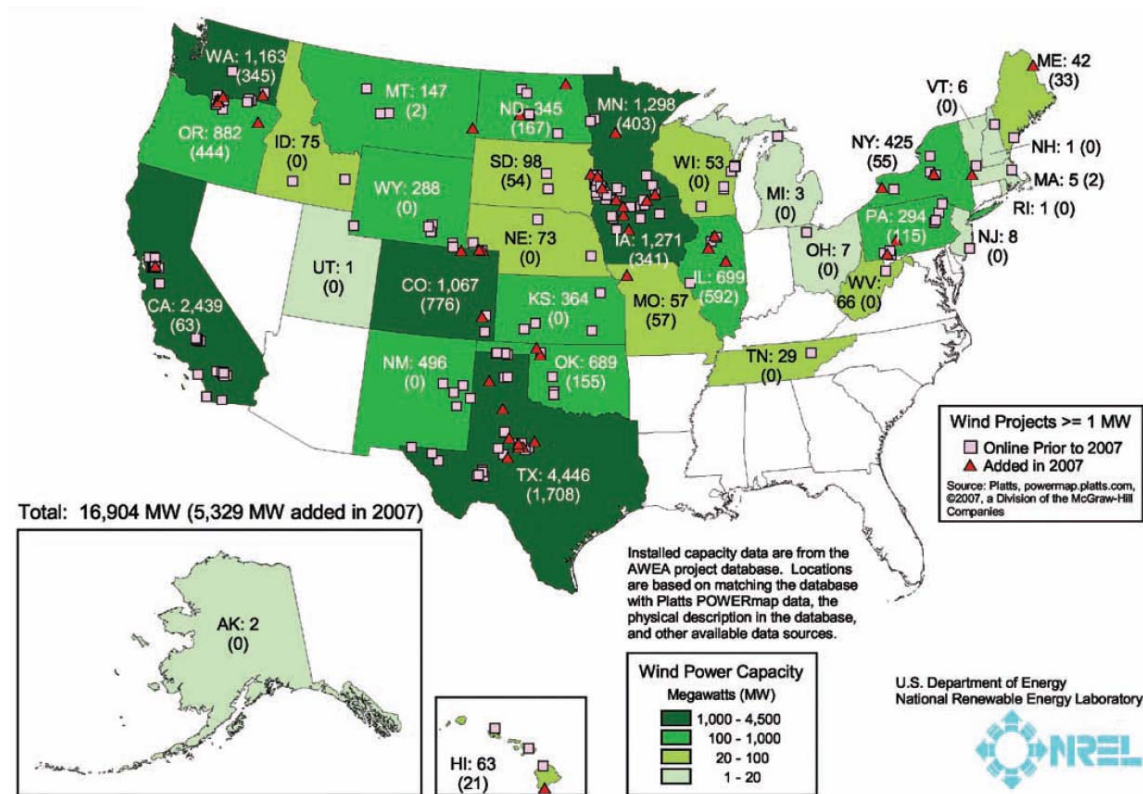 WA: 1,163
(345)
MT: 147
(2)
ND: 345
(167)
MN: 1,298
(403)
VT: 6
(0)
ME: 42
(33)
OR: 882
(444)
ID: 75
(0)
SD: 98
(54)
WI: 53
(0)
NY: 425
(55)
NH: 1 (0)
WY: 288
(0)
MI: 3
(0)
MA: 5 (2)
RI: 1 (0)
NE: 73
(0)
IA: 1,271
(341)
PA: 294
(115)
NJ: 8
(0)
UT: 1
(0)
CO: 1,067
(776)
IL: 699
(592)
OH: 7
(0)
WV:
66 (0)
CA: 2,439
(63)
KS: 364
(0)
MO: 57
(57)
NM: 496
(0)
OK: 689
(155)
TN: 29
(0)
TX: 4,446
(1,708)
Wind Projects >= 1 MW
Online Prior to 2007
Added in 2007
Source: Platts, powermap.platts.com,
©2007, a Division of the McGraw-Hill
Companies
Total: 16,904 MW (5,329 MW added in 2007)
AK: 2
(0)
HI: 63
(21)
Installed capacity data are from the
AWEA project database. Locations
are based on matching the database
with Platts POWERmap data, the
physical description in the database,
and other available data sources.
Wind Power Capacity
Megawatts (MW)
1,000 - 4,500
100 - 1,000
20 - 100
1 - 20
U.S. Department of Energy
National Renewable Energy Laboratory
NREL